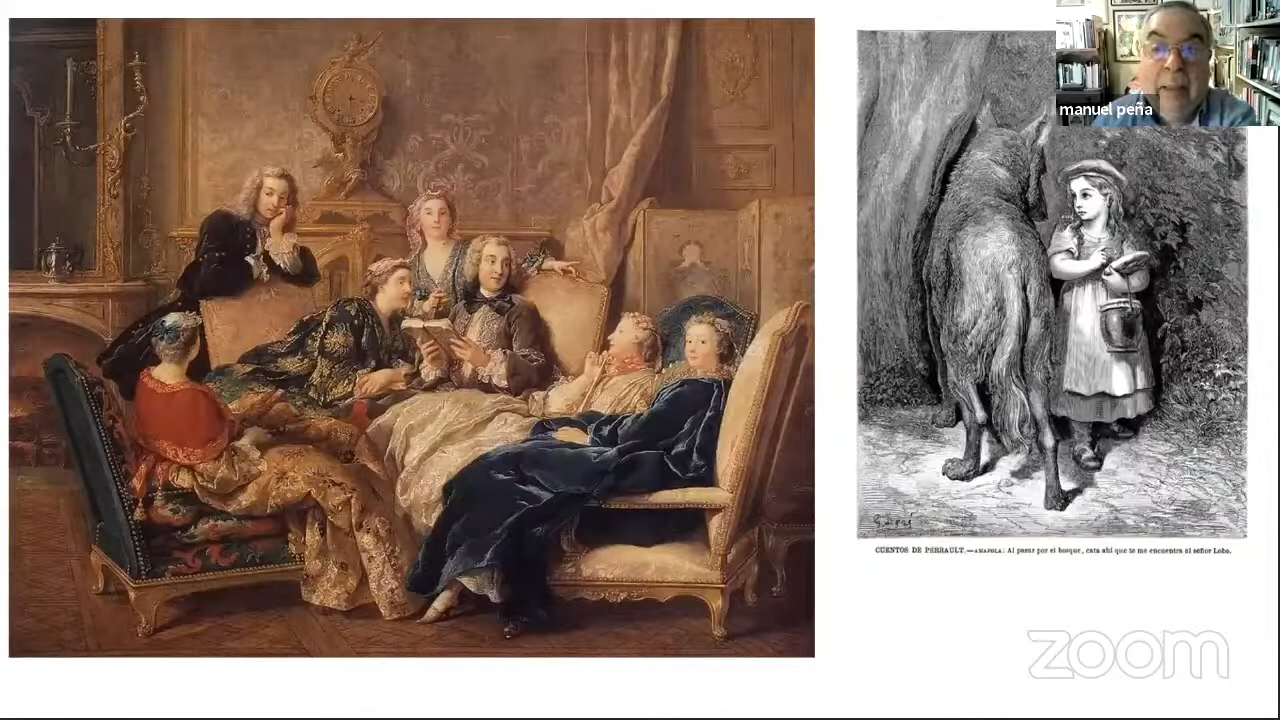 manuel peña
G. Doré
CUENTOS DE PERRAULT.—AMAPOLA: Al pasar por el bosque, cata ahí que te me encuentra al señor Lobo.
zoom